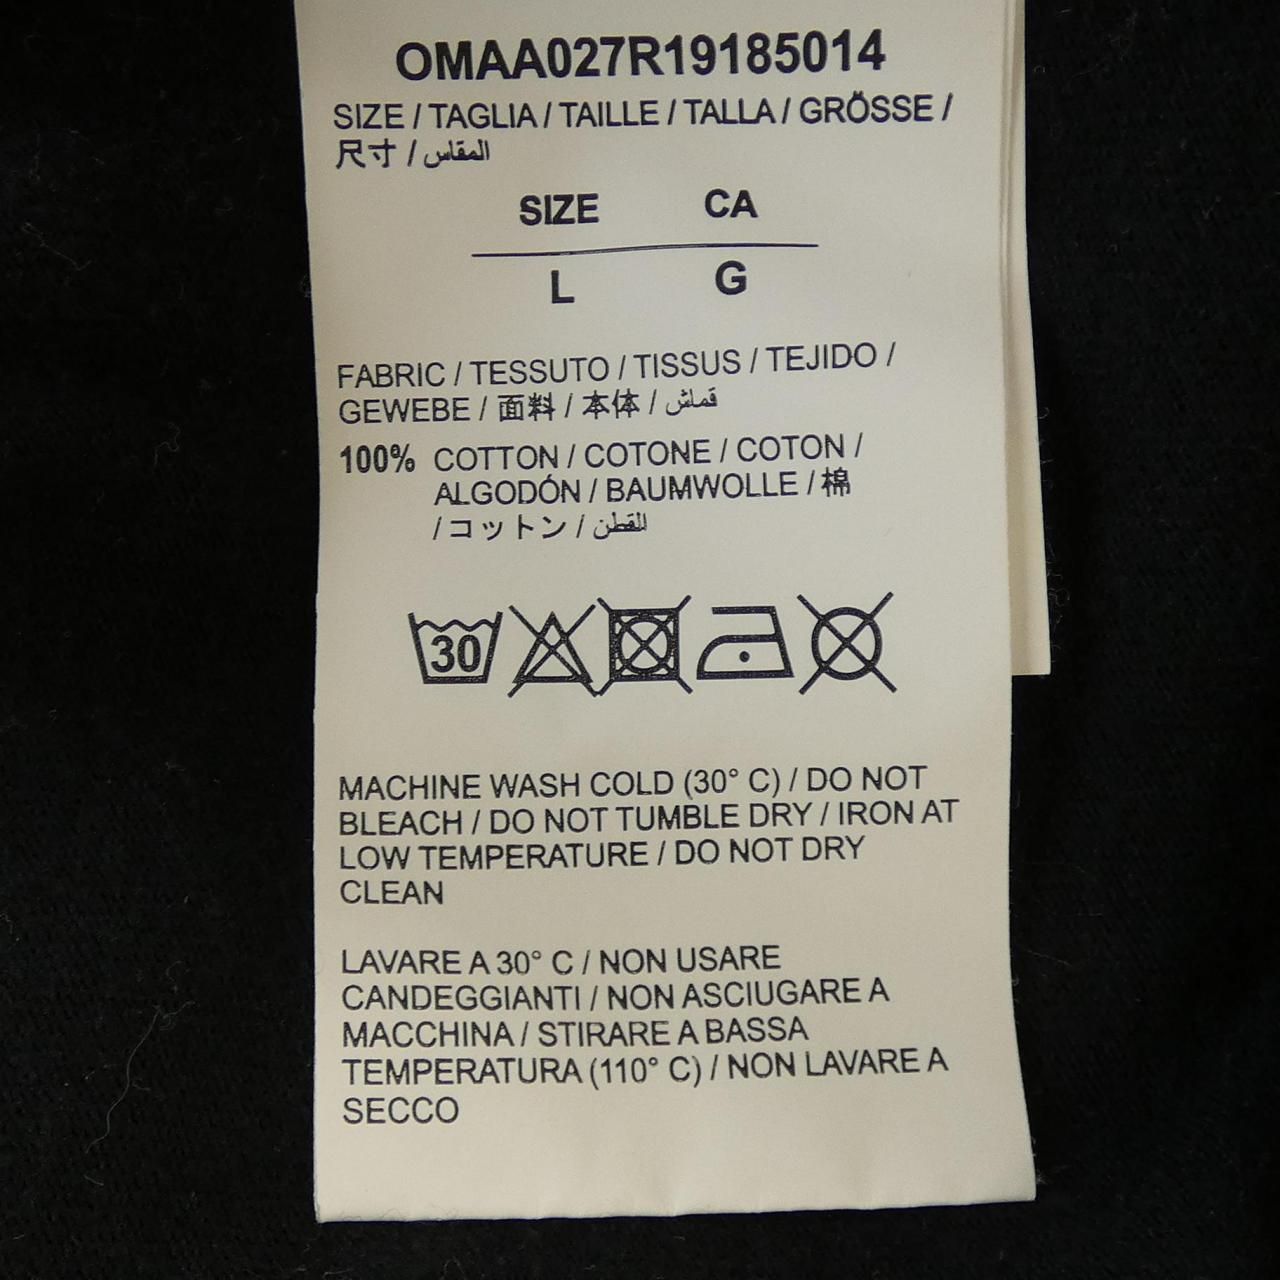 OMAA027R19185014
SIZE / TAGLIA / TAILLE / TALLA / GRÖSSE /
尺寸 / المقاس
SIZE CA
L G
FABRIC / TESSUTO / TISSUS / TEJIDO /
GEWEBE / 面料 / 本体 / قماش
100% COTTON / COTONE / COTON /
ALGODÓN / BAUMWOLLE / 棉
/ コットン / القطن
30
MACHINE WASH COLD (30° C) / DO NOT
BLEACH / DO NOT TUMBLE DRY / IRON AT
LOW TEMPERATURE / DO NOT DRY
CLEAN
LAVARE A 30° C / NON USARE
CANDEGGIANTI / NON ASCIUGARE A
MACCHINA / STIRARE A BASSA
TEMPERATURA (110° C) / NON LAVARE A
SECCO